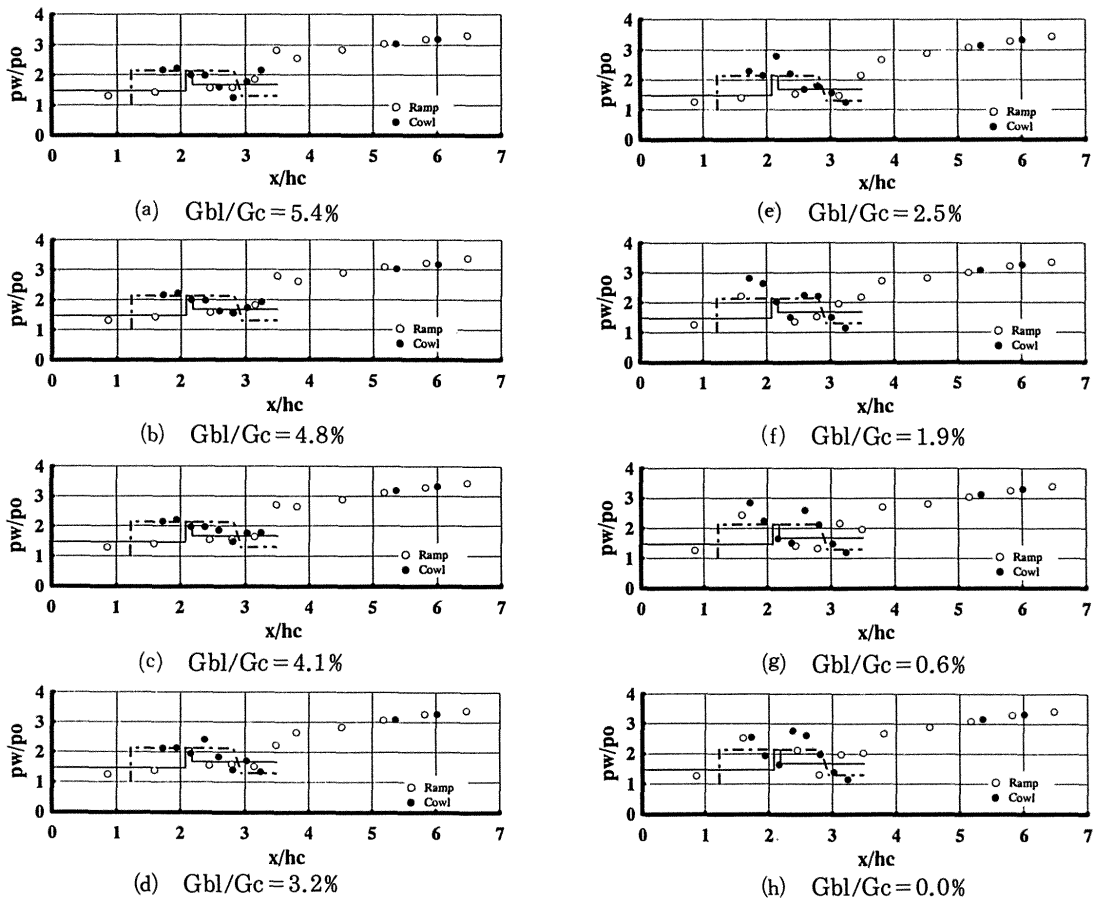 4
3
2
1
0
pw/po
Ramp
Cowl
0 1 2 3 4 5 6 7
x/hc
(a) Gbl/Gc=5.4%
4
3
2
1
0
pw/po
Ramp
Cowl
0 1 2 3 4 5 6 7
x/hc
(b) Gbl/Gc=4.8%
4
3
2
1
0
pw/po
Ramp
Cowl
0 1 2 3 4 5 6 7
x/hc
(c) Gbl/Gc=4.1%
4
3
2
1
0
pw/po
Ramp
Cowl
0 1 2 3 4 5 6 7
x/hc
(d) Gbl/Gc=3.2%
4
3
2
1
0
pw/po
Ramp
Cowl
0 1 2 3 4 5 6 7
x/hc
(e) Gbl/Gc=2.5%
4
3
2
1
0
pw/po
Ramp
Cowl
0 1 2 3 4 5 6 7
x/hc
(f) Gbl/Gc=1.9%
4
3
2
1
0
pw/po
Ramp
Cowl
0 1 2 3 4 5 6 7
x/hc
(g) Gbl/Gc=0.6%
4
3
2
1
0
pw/po
Ramp
Cowl
0 1 2 3 4 5 6 7
x/hc
(h) Gbl/Gc=0.0%